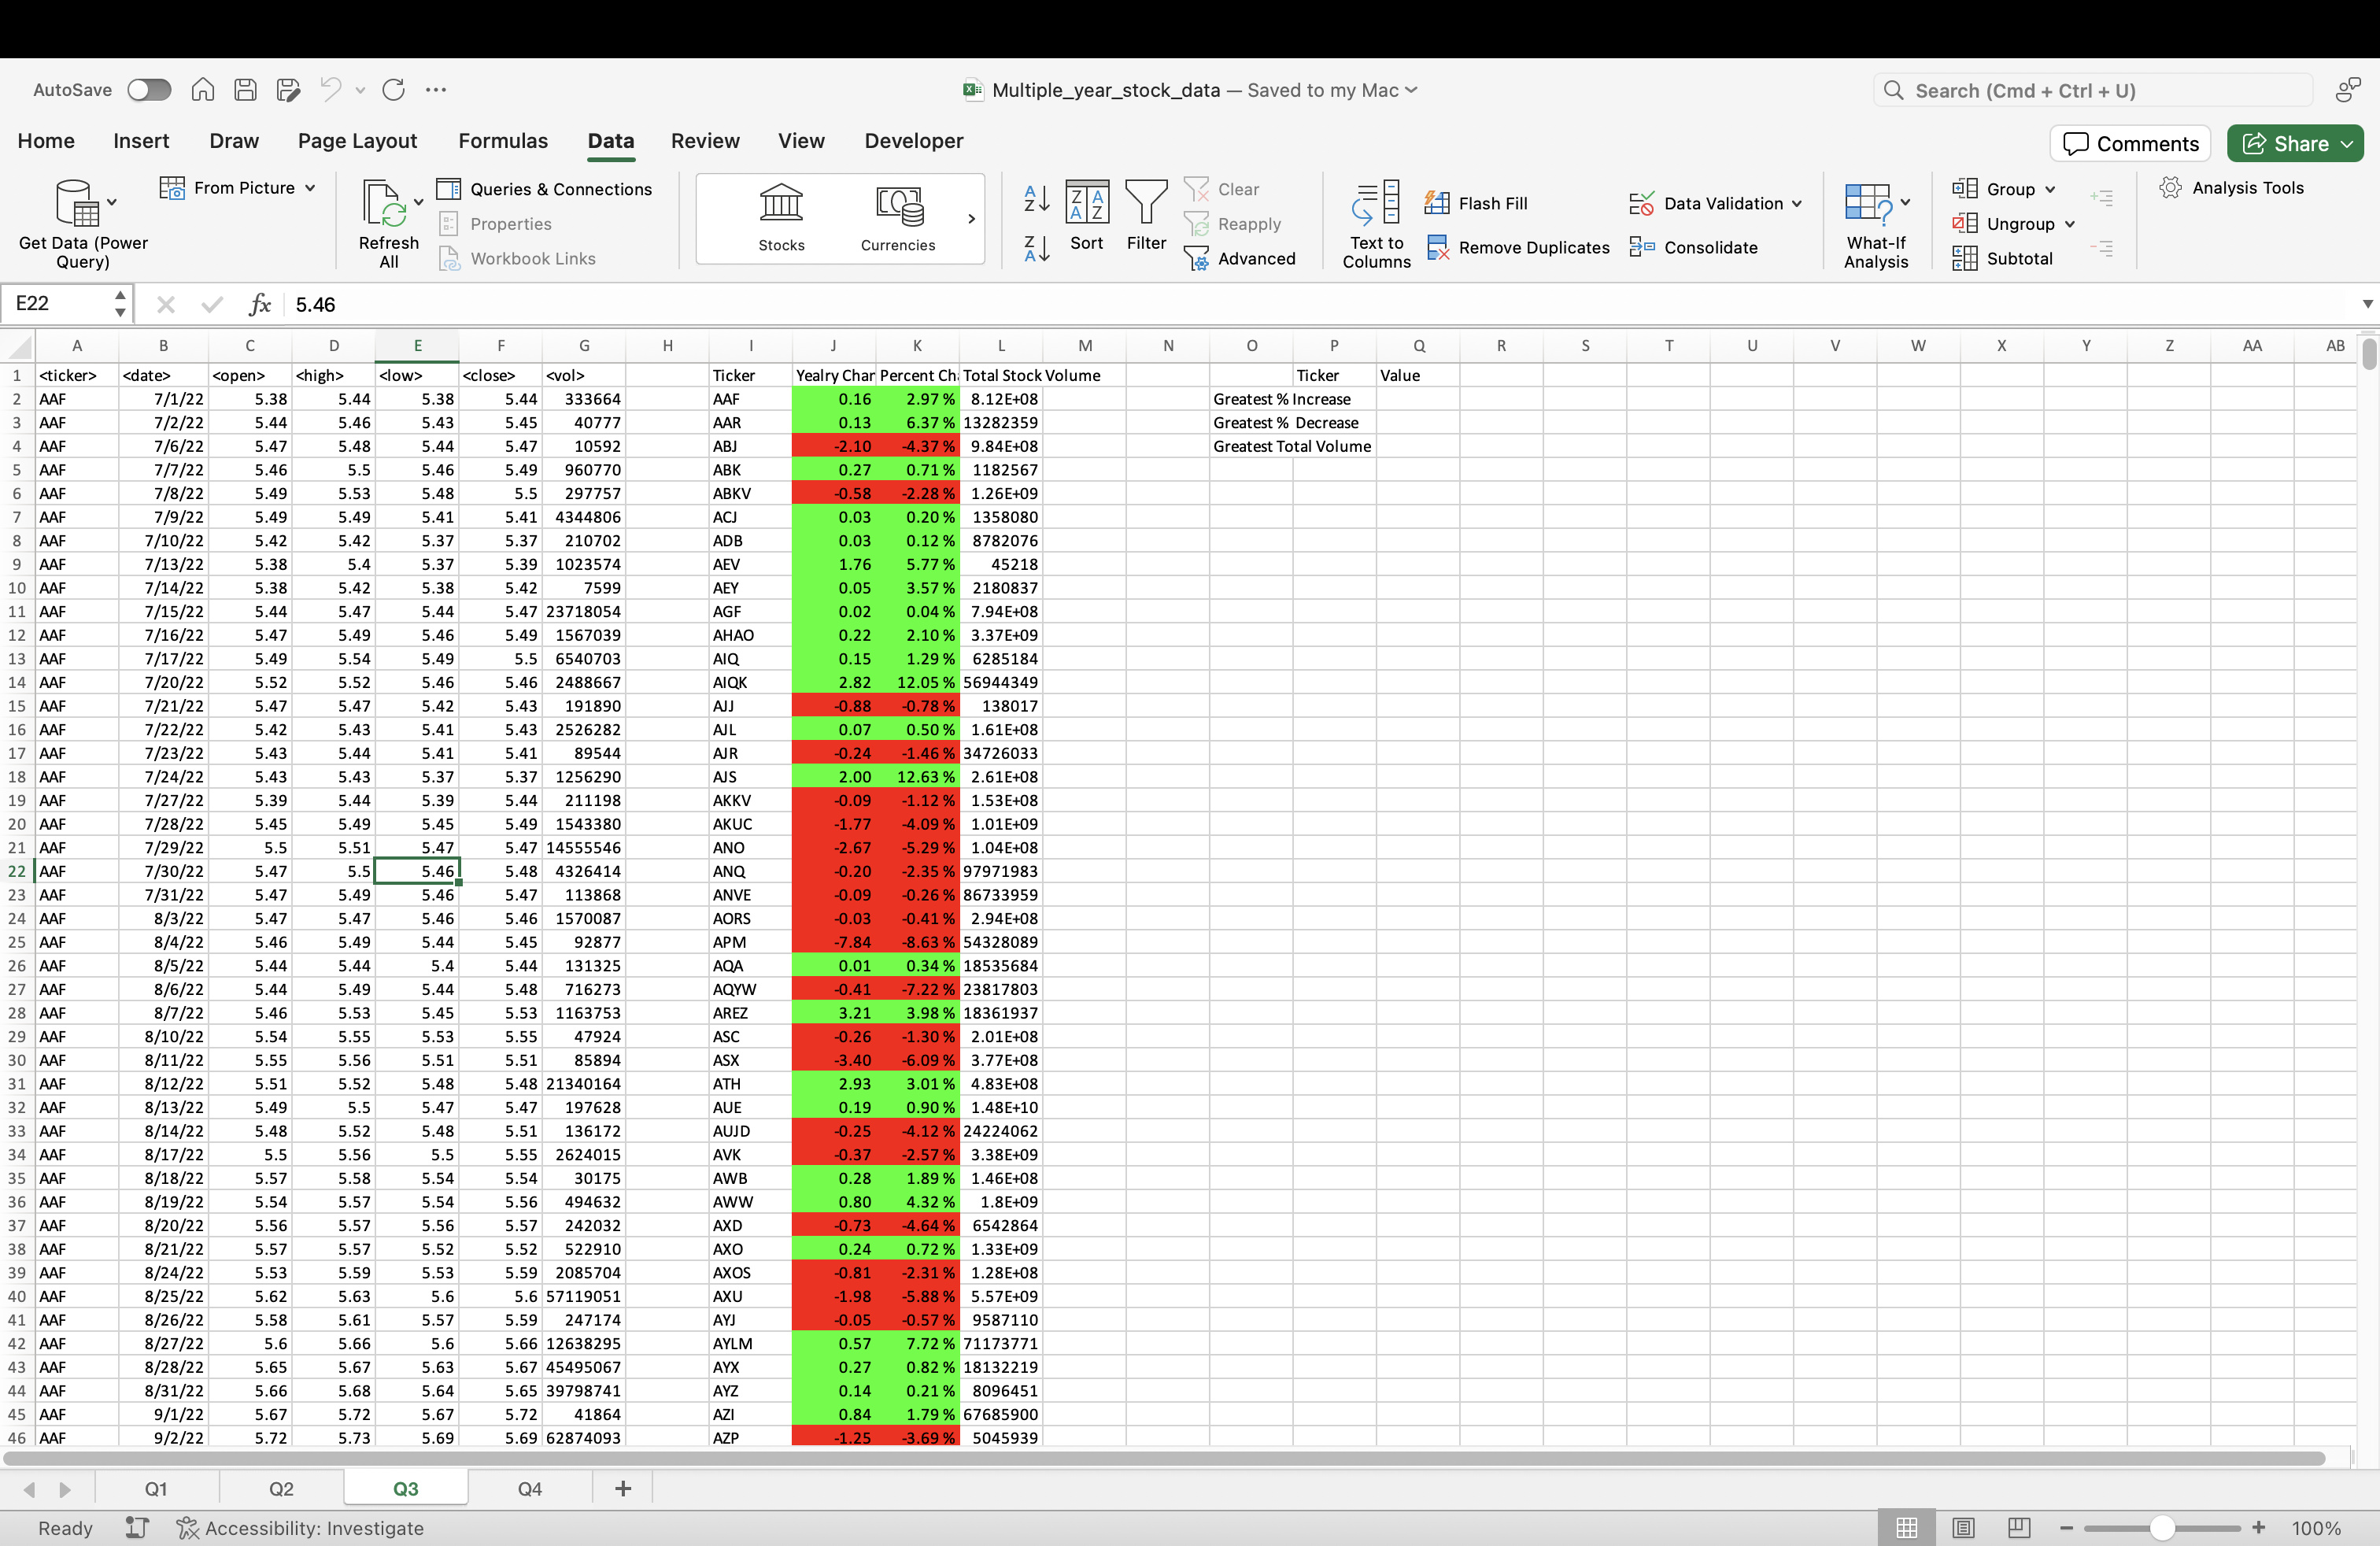 AutoSave Multiple_year_stock_data — Saved to my Mac Search (Cmd + Ctrl + U)
Home Insert Draw Page Layout Formulas Data Review View Developer Comments Share
Get Data (Power Query) From Picture Refresh All Queries & Connections Properties Workbook Links Stocks Currencies Sort Filter Clear Reapply Advanced Text to Columns Flash Fill Remove Duplicates Data Validation Consolidate What-If Analysis Group Ungroup Subtotal Analysis Tools
E22 fx 5.46
A B C D E F G H I J K L M N O P Q R S T U V W X Y Z AA AB
1 <ticker> <date> <open> <high> <low> <close> <vol> Ticker Yealry Char Percent Ch Total Stock Volume Ticker Value
2 AAF 7/1/22 5.38 5.44 5.38 5.44 333664 AAF 0.16 2.97 % 8.12E+08 Greatest % Increase
3 AAF 7/2/22 5.44 5.46 5.43 5.45 40777 AAR 0.13 6.37 % 13282359 Greatest % Decrease
4 AAF 7/6/22 5.47 5.48 5.44 5.47 10592 ABJ -2.10 -4.37 % 9.84E+08 Greatest Total Volume
5 AAF 7/7/22 5.46 5.5 5.46 5.49 960770 ABK 0.27 0.71 % 1182567
6 AAF 7/8/22 5.49 5.53 5.48 5.5 297757 ABKV -0.58 -2.28 % 1.26E+09
7 AAF 7/9/22 5.49 5.49 5.41 5.41 4344806 ACJ 0.03 0.20 % 1358080
8 AAF 7/10/22 5.42 5.42 5.37 5.37 210702 ADB 0.03 0.12 % 8782076
9 AAF 7/13/22 5.38 5.4 5.37 5.39 1023574 AEV 1.76 5.77 % 45218
10 AAF 7/14/22 5.38 5.42 5.38 5.42 7599 AEY 0.05 3.57 % 2180837
11 AAF 7/15/22 5.44 5.47 5.44 5.47 23718054 AGF 0.02 0.04 % 7.94E+08
12 AAF 7/16/22 5.47 5.49 5.46 5.49 1567039 AHAO 0.22 2.10 % 3.37E+09
13 AAF 7/17/22 5.49 5.54 5.49 5.5 6540703 AIQ 0.15 1.29 % 6285184
14 AAF 7/20/22 5.52 5.52 5.46 5.46 2488667 AIQK 2.82 12.05 % 56944349
15 AAF 7/21/22 5.47 5.47 5.42 5.43 191890 AJJ -0.88 -0.78 % 138017
16 AAF 7/22/22 5.42 5.43 5.41 5.43 2526282 AJL 0.07 0.50 % 1.61E+08
17 AAF 7/23/22 5.43 5.44 5.41 5.41 89544 AJR -0.24 -1.46 % 34726033
18 AAF 7/24/22 5.43 5.43 5.37 5.37 1256290 AJS 2.00 12.63 % 2.61E+08
19 AAF 7/27/22 5.39 5.44 5.39 5.44 211198 AKKV -0.09 -1.12 % 1.53E+08
20 AAF 7/28/22 5.45 5.49 5.45 5.49 1543380 AKUC -1.77 -4.09 % 1.01E+09
21 AAF 7/29/22 5.5 5.51 5.47 5.47 14555546 ANO -2.67 -5.29 % 1.04E+08
22 AAF 7/30/22 5.47 5.5 5.46 5.48 4326414 ANQ -0.20 -2.35 % 97971983
23 AAF 7/31/22 5.47 5.49 5.46 5.47 113868 ANVE -0.09 -0.26 % 86733959
24 AAF 8/3/22 5.47 5.47 5.46 5.46 1570087 AORS -0.03 -0.41 % 2.94E+08
25 AAF 8/4/22 5.46 5.49 5.44 5.45 92877 APM -7.84 -8.63 % 54328089
26 AAF 8/5/22 5.44 5.44 5.4 5.44 131325 AQA 0.01 0.34 % 18535684
27 AAF 8/6/22 5.44 5.49 5.44 5.48 716273 AQYW -0.41 -7.22 % 23817803
28 AAF 8/7/22 5.46 5.53 5.45 5.53 1163753 AREZ 3.21 3.98 % 18361937
29 AAF 8/10/22 5.54 5.55 5.53 5.55 47924 ASC -0.26 -1.30 % 2.01E+08
30 AAF 8/11/22 5.55 5.56 5.51 5.51 85894 ASX -3.40 -6.09 % 3.77E+08
31 AAF 8/12/22 5.51 5.52 5.48 5.48 21340164 ATH 2.93 3.01 % 4.83E+08
32 AAF 8/13/22 5.49 5.5 5.47 5.47 197628 AUE 0.19 0.90 % 1.48E+10
33 AAF 8/14/22 5.48 5.52 5.48 5.51 136172 AUJD -0.25 -4.12 % 24224062
34 AAF 8/17/22 5.5 5.56 5.5 5.55 2624015 AVK -0.37 -2.57 % 3.38E+09
35 AAF 8/18/22 5.57 5.58 5.54 5.54 30175 AWB 0.28 1.89 % 1.46E+08
36 AAF 8/19/22 5.54 5.57 5.54 5.56 494632 AWW 0.80 4.32 % 1.8E+09
37 AAF 8/20/22 5.56 5.57 5.56 5.57 242032 AXD -0.73 -4.64 % 6542864
38 AAF 8/21/22 5.57 5.57 5.52 5.52 522910 AXO 0.24 0.72 % 1.33E+09
39 AAF 8/24/22 5.53 5.59 5.53 5.59 2085704 AXOS -0.81 -2.31 % 1.28E+08
40 AAF 8/25/22 5.62 5.63 5.6 5.6 57119051 AXU -1.98 -5.88 % 5.57E+09
41 AAF 8/26/22 5.58 5.61 5.57 5.59 247174 AYJ -0.05 -0.57 % 9587110
42 AAF 8/27/22 5.6 5.66 5.6 5.66 12638295 AYLM 0.57 7.72 % 71173771
43 AAF 8/28/22 5.65 5.67 5.63 5.67 45495067 AYX 0.27 0.82 % 18132219
44 AAF 8/31/22 5.66 5.68 5.64 5.65 39798741 AYZ 0.14 0.21 % 8096451
45 AAF 9/1/22 5.67 5.72 5.67 5.72 41864 AZI 0.84 1.79 % 67685900
46 AAF 9/2/22 5.72 5.73 5.69 5.69 62874093 AZP -1.25 -3.69 % 5045939
Q1 Q2 Q3 Q4 +
Ready Accessibility: Investigate 100%